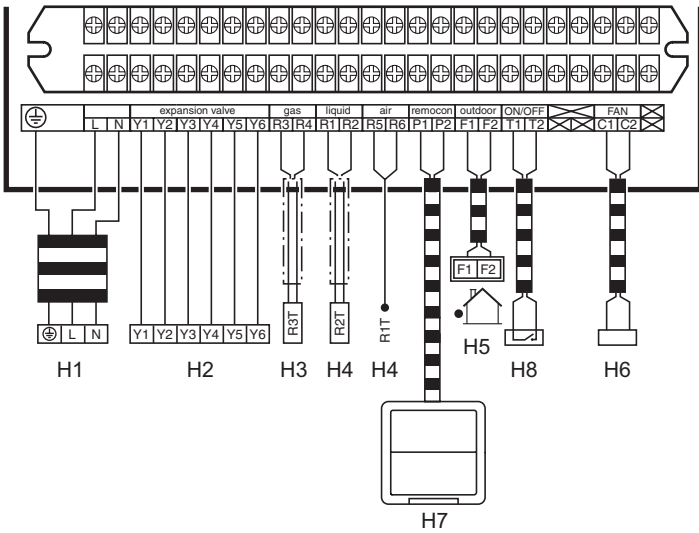 expansion valve gas liquid air remocon outdoor ON/OFF FAN
L N Y1 Y2 Y3 Y4 Y5 Y6 R3 R4 R1 R2 R5 R6 P1 P2 F1 F2 T1 T2 C1 C2
F1 F2
R3T R2T R1T
L N Y1 Y2 Y3 Y4 Y5 Y6
H5
H1 H2 H3 H4 H4 H8 H6
H7